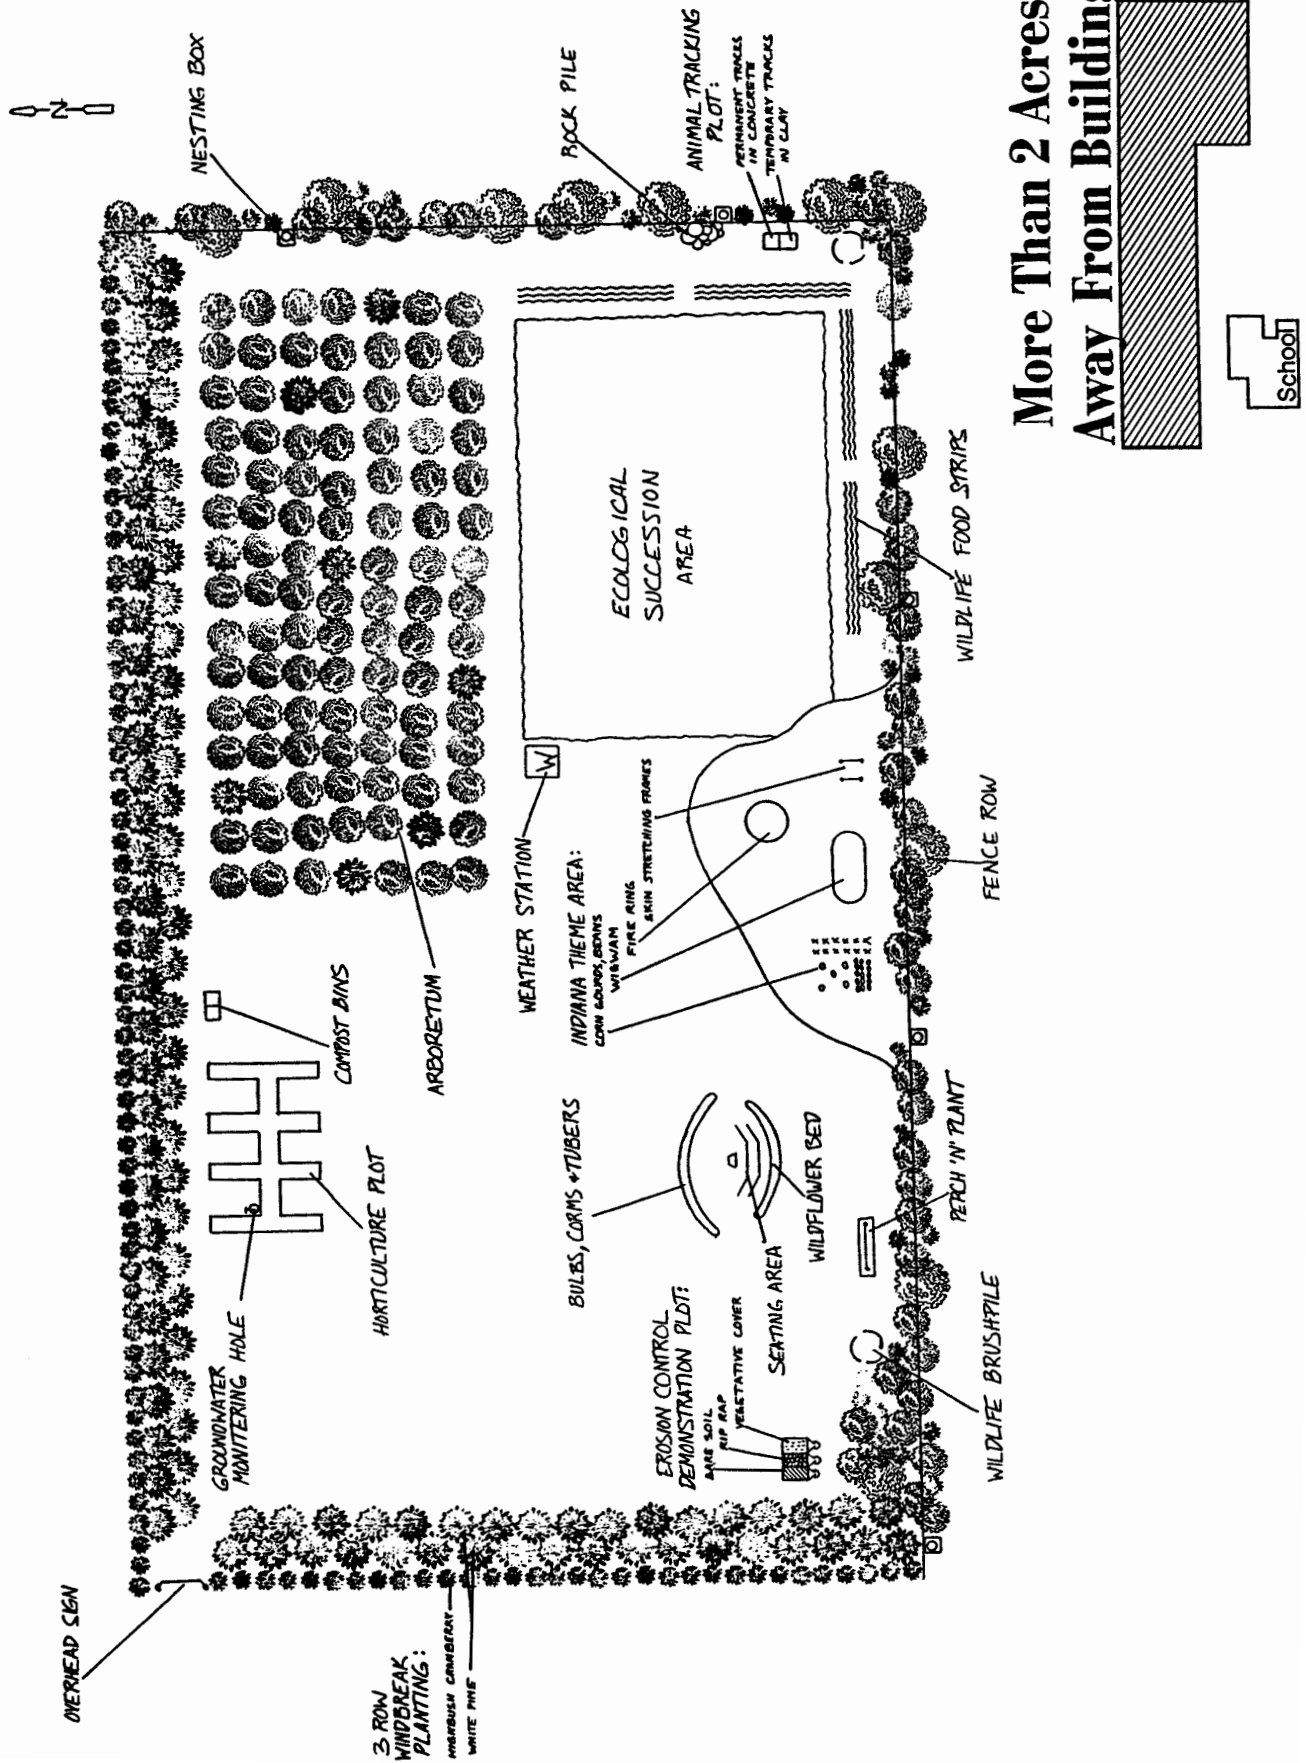 More Than 2 Acres
Away From Building
School
N
OVERHEAD SIGN
3 ROW
WINDBREAK
PLANTING:
HIGHBUSH CRANBERRY
WHITE PINE
GROUNDWATER
MONITERING HOLE
HORTICULTURE PLOT
COMPOST BINS
ARBORETUM
NESTING BOX
ROCK PILE
ANIMAL TRACKING
PLOT:
PERMANENT TRACKS
IN CONCRETE
TEMPORARY TRACKS
IN CLAY
WEATHER STATION
W
ECOLOGICAL
SUCCESSION
AREA
INDIANA THEME AREA:
CORN GOURDS, BEANS
WIGWAM
FIRE RING
SKIN STRETCHING FRAMES
BULBS, CORMS + TUBERS
EROSION CONTROL
DEMONSTRATION PLOT:
BARE SOIL
RIP RAP
VEGETATIVE COVER
SEATING AREA
WILDFLOWER BED
WILDLIFE BRUSHPILE
PERCH 'N' PLANT
FENCE ROW
WILDLIFE FOOD STRIPS